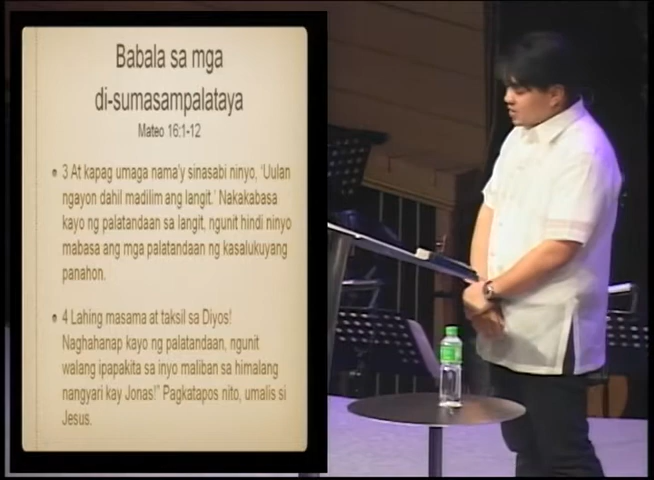 Babala sa mga
di-sumasampalataya
Mateo 16:1-12
• 3 At kapag umaga nama'y sinasabi ninyo, 'Uulan
ngayon dahil madilim ang langit.' Nakakabasa
kayo ng palatandaan sa langit, ngunit hindi ninyo
mabasa ang mga palatandaan ng kasalukuyang
panahon.
• 4 Lahing masama at taksil sa Diyos!
Naghahanap kayo ng palatandaan, ngunit
walang ipapakita sa inyo maliban sa himalang
nangyari kay Jonas!" Pagkatapos nito, umalis si
Jesus.